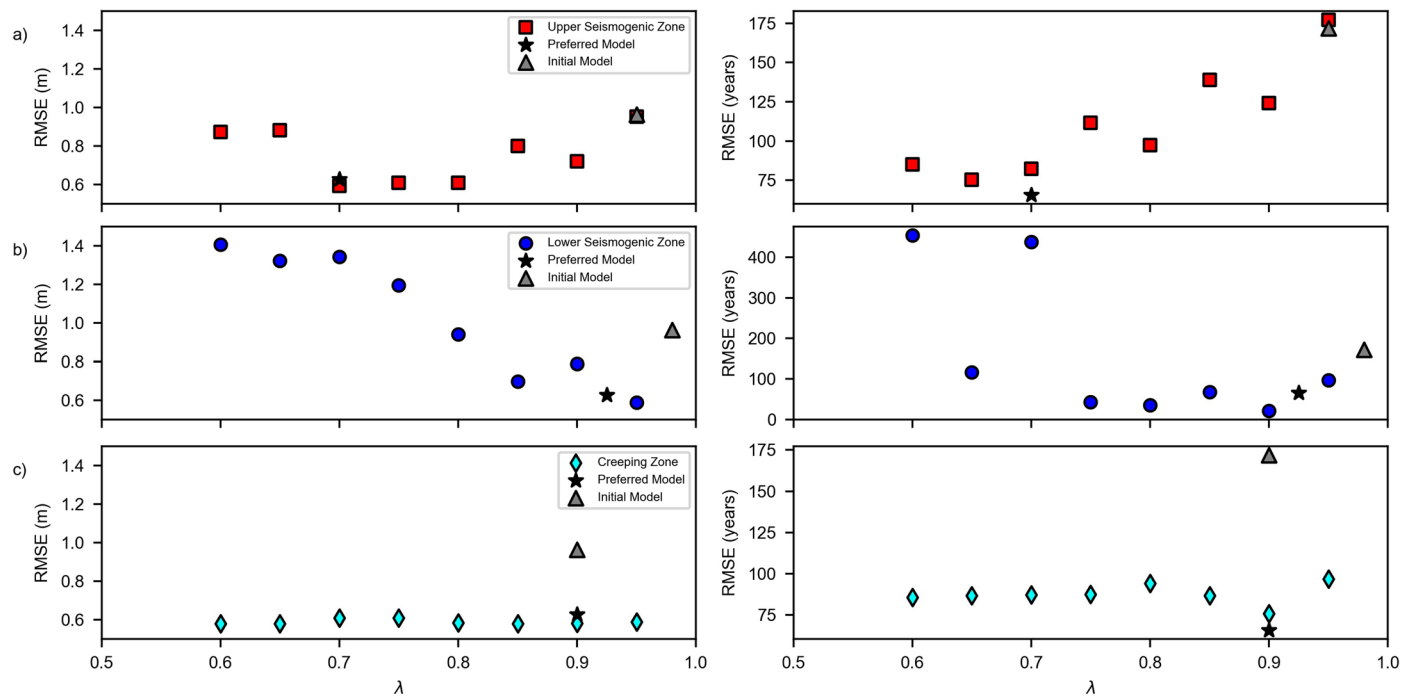 a)
RMSE (m)
1.4
1.2
1.0
0.8
0.6
Upper Seismogenic Zone
Preferred Model
Initial Model
RMSE (years)
175
150
125
100
75
b)
RMSE (m)
1.4
1.2
1.0
0.8
0.6
Lower Seismogenic Zone
Preferred Model
Initial Model
RMSE (years)
400
300
200
100
0
c)
RMSE (m)
1.4
1.2
1.0
0.8
0.6
Creeping Zone
Preferred Model
Initial Model
0.5 0.6 0.7 0.8 0.9 1.0
λ
RMSE (years)
175
150
125
100
75
0.5 0.6 0.7 0.8 0.9 1.0
λ